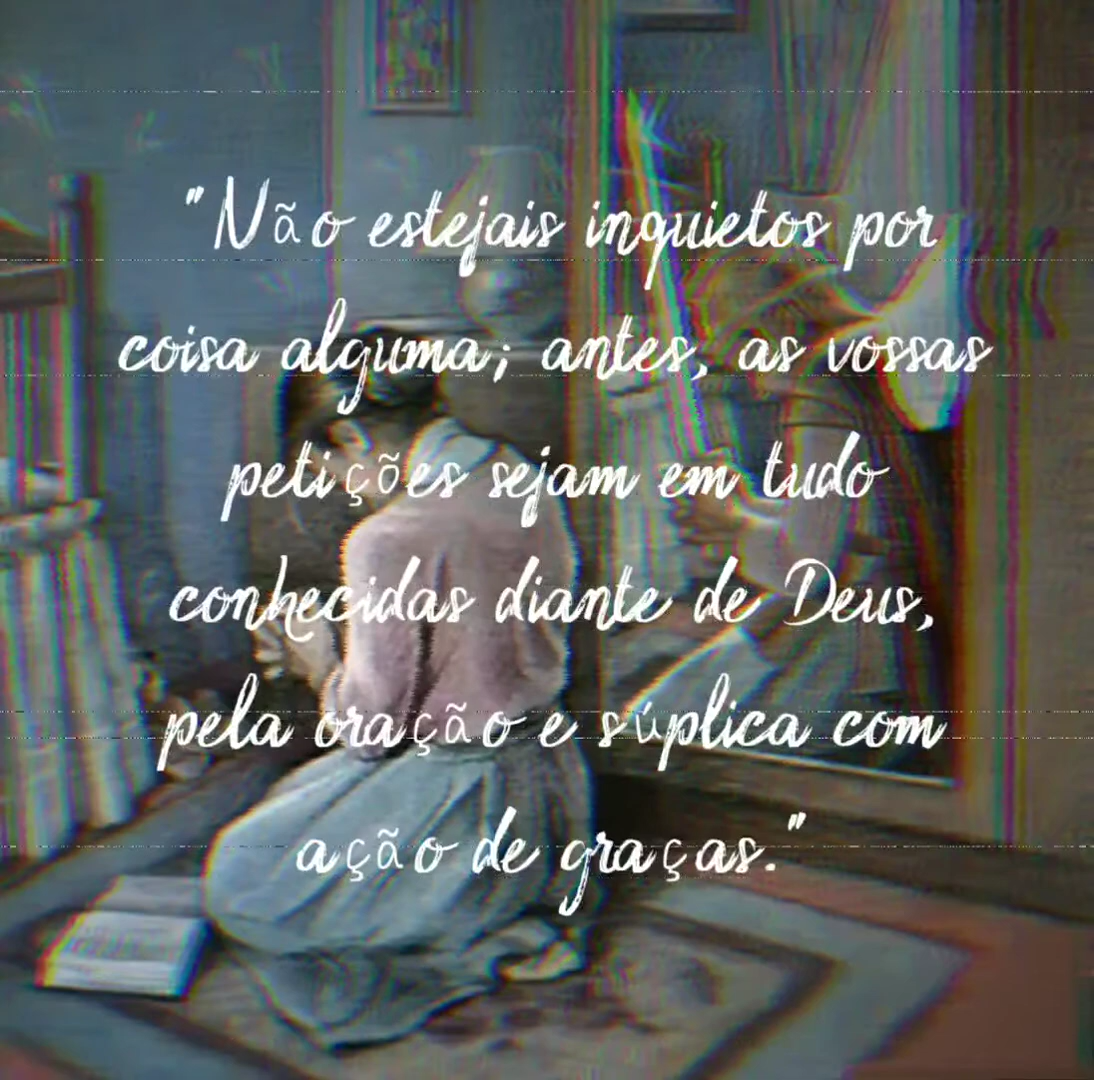 "Não estejais inquietos por
coisa alguma; antes, as vossas
petições sejam em tudo
conhecidas diante de Deus,
pela oração e súplica com
ação de graças."